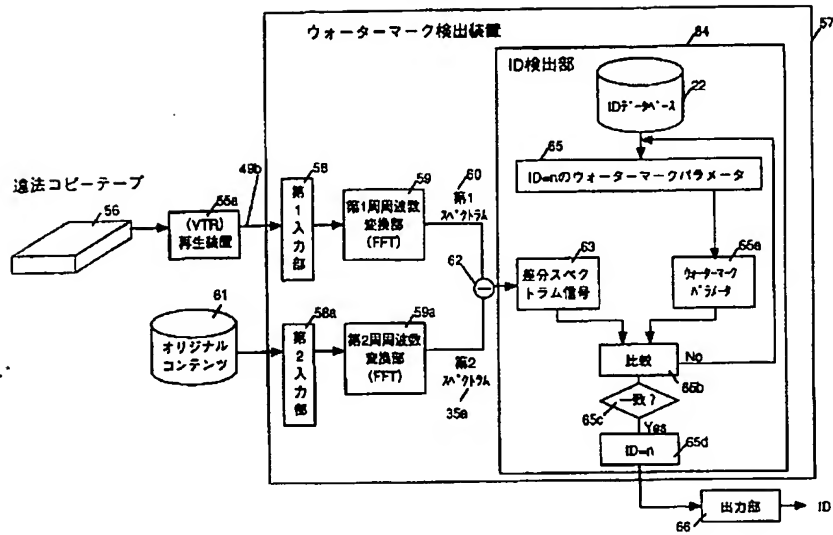 ウォーターマーク検出装置
57
64
ID検出部
IDデータベース
22
65
ID=nのウォーターマークパラメータ
違法コピーテープ
56
55a
(VTR)
再生装置
49b
58
第1入力部
59
第1周周波数
変換部
(FFT)
60
第1
スペクトラム
62
63
差分スペク
トラム信号
65a
ウォーターマーク
パラメータ
61
オリジナル
コンテンツ
58a
第2入力部
59a
第2周周波数
変換部
(FFT)
第2
スペクトラム
35a
比較
No
65b
一致?
65c
Yes
ID=n
65d
出力部
ID
66